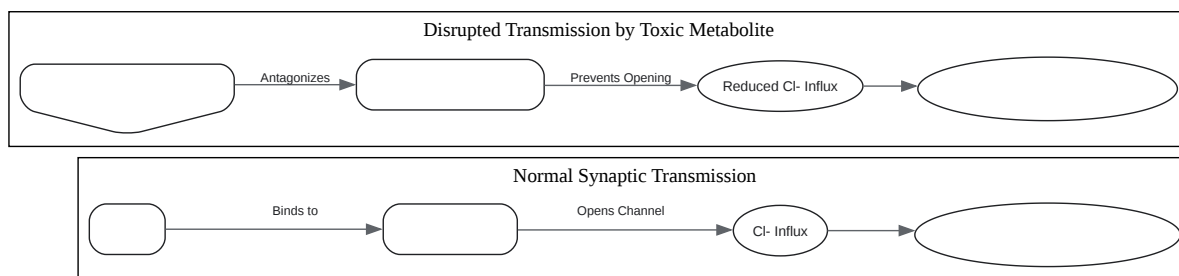 Disrupted Transmission by Toxic Metabolite
Antagonizes
Prevents Opening
Reduced Cl- Influx
Normal Synaptic Transmission
Binds to
Opens Channel
Cl- Influx